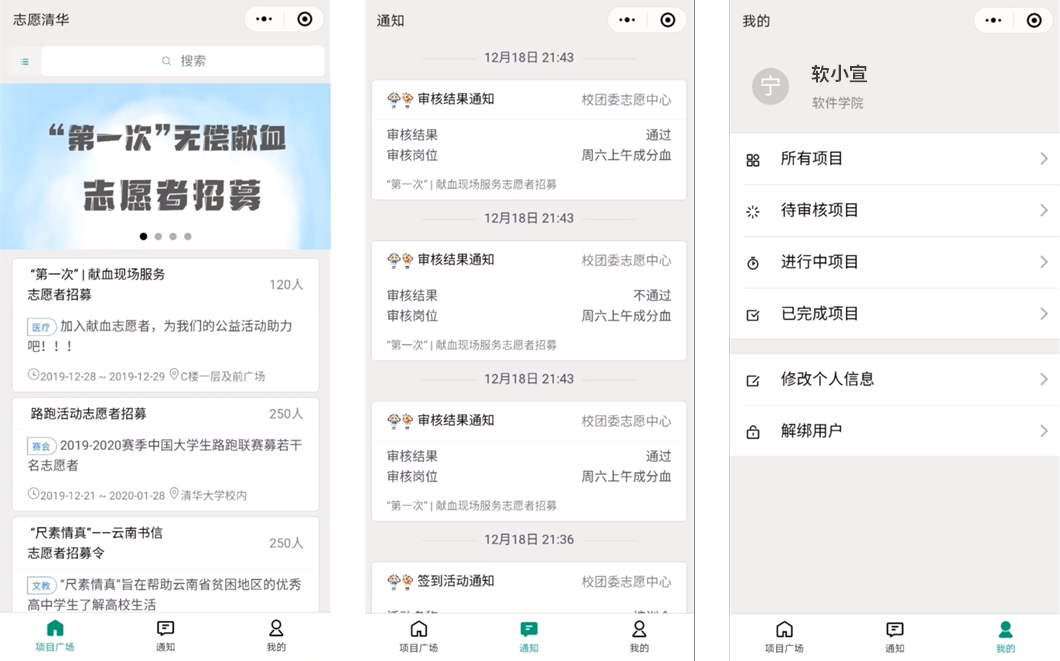 志愿清华
搜索
“第一次”无偿献血
志愿者招募
“第一次” | 献血现场服务
志愿者招募
120人
医疗 加入献血志愿者，为我们的公益活动助力
吧！！！
2019-12-28 ~ 2019-12-29 C楼一层及前广场
路跑活动志愿者招募 250人
赛会 2019-2020赛季中国大学生路跑联赛募若干
名志愿者
2019-12-21 ~ 2020-01-28 清华大学校内
“尺素情真”——云南书信
志愿者招募令
250人
文教 “尺素情真”旨在帮助云南省贫困地区的优秀
高中学生了解高校生活
项目广场 通知 我的
通知
12月18日 21:43
审核结果通知 校团委志愿中心
审核结果 通过
审核岗位 周六上午成分血
“第一次” | 献血现场服务志愿者招募
12月18日 21:43
审核结果通知 校团委志愿中心
审核结果 不通过
审核岗位 周六上午成分血
“第一次” | 献血现场服务志愿者招募
12月18日 21:43
审核结果通知 校团委志愿中心
审核结果 通过
审核岗位 周六上午成分血
“第一次” | 献血现场服务志愿者招募
12月18日 21:36
签到活动通知 校团委志愿中心
项目广场 通知 我的
我的
宁
软小宣
软件学院
所有项目
待审核项目
进行中项目
已完成项目
修改个人信息
解绑用户
项目广场 通知 我的